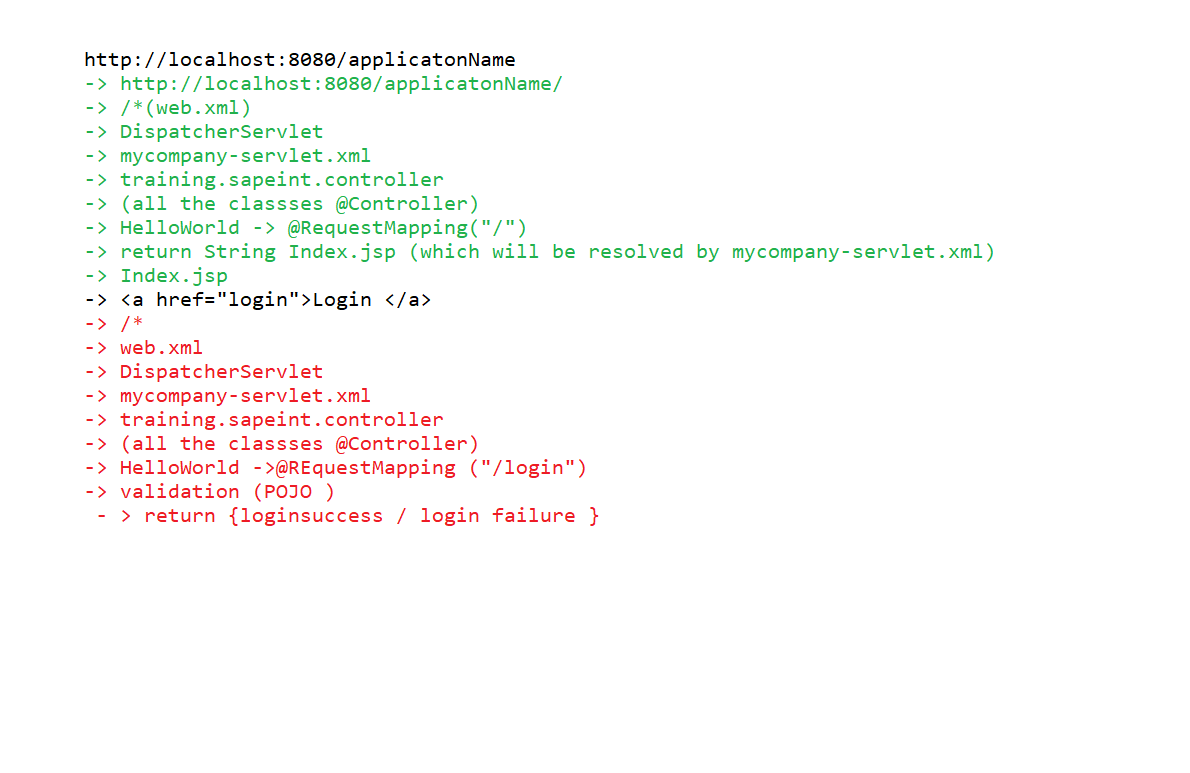 http://localhost:8080/applicatonName
-> http://localhost:8080/applicatonName/
-> /*(web.xml)
-> DispatcherServlet
-> mycompany-servlet.xml
-> training.sapeint.controller
-> (all the classses @Controller)
-> HelloWorld -> @RequestMapping("/")
-> return String Index.jsp (which will be resolved by mycompany-servlet.xml)
-> Index.jsp
-> <a href="login">Login </a>
-> /*
-> web.xml
-> DispatcherServlet
-> mycompany-servlet.xml
-> training.sapeint.controller
-> (all the classses @Controller)
-> HelloWorld ->@REquestMapping ("/login")
-> validation (POJO )
- > return {loginsuccess / login failure }